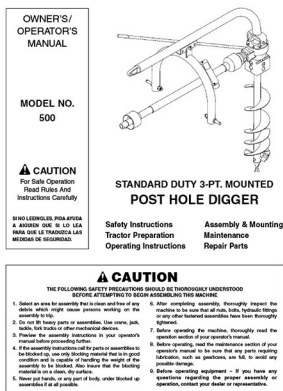 OWNER'S/
OPERATOR'S
MANUAL
MODEL NO.
500
CAUTION
For Safe Operation
Read Rules And
Instructions Carefully
SI NO LEEINGLES, PIDA AYUDA
A AIGUIEN QUE SI LO LEA
PARA QUE LE TRADUZCA LAS
MEDIDAS DE SEGURIDAD.
STANDARD DUTY 3-PT. MOUNTED
POST HOLE DIGGER
Safety Instructions
Tractor Preparation
Operating Instructions
Assembly & Mounting
Maintenance
Repair Parts
CAUTION
THE FOLLOWING SAFETY PRECAUTIONS SHOULD BE THOROUGHLY UNDERSTOOD
BEFORE ATTEMPTING TO BEGIN ASSEMBLING THIS MACHINE
1. Select an area for assembly that is clean and free of any
debris which might cause persons working on the
assembly to trip.
2. Do not lift heavy parts or assemblies. Use crane, jack,
tackle, fork trucks or other mechanical devices.
3. Preview the assembly instructions in your operator's
manual before proceeding further.
4. If the assembly instructions call for parts or assemblies to
be blocked up, use only blocking material that is in good
condition and is capable of handling the weight of the
assembly to be blocked. Also insure that the blocking
material is on a clean, dry surface.
5. Never put hands, or any part of body, under blocked up
assemblies if at all possible.
6. After completing assembly, thoroughly inspect the
machine to be sure that all nuts, bolts, hydraulic fittings
or any other fastened assemblies have been thoroughly
tightened.
7. Before operating the machine, thoroughly read the
operation section of your operator's manual.
8. Before operating, read the maintenance section of your
operator's manual to be sure that any parts requiring
lubrication, such as gearboxes, are full, to avoid any
possible damage.
9. Before operating equipment – If you have any
questions regarding the proper assembly or
operation, contact your dealer or representative.